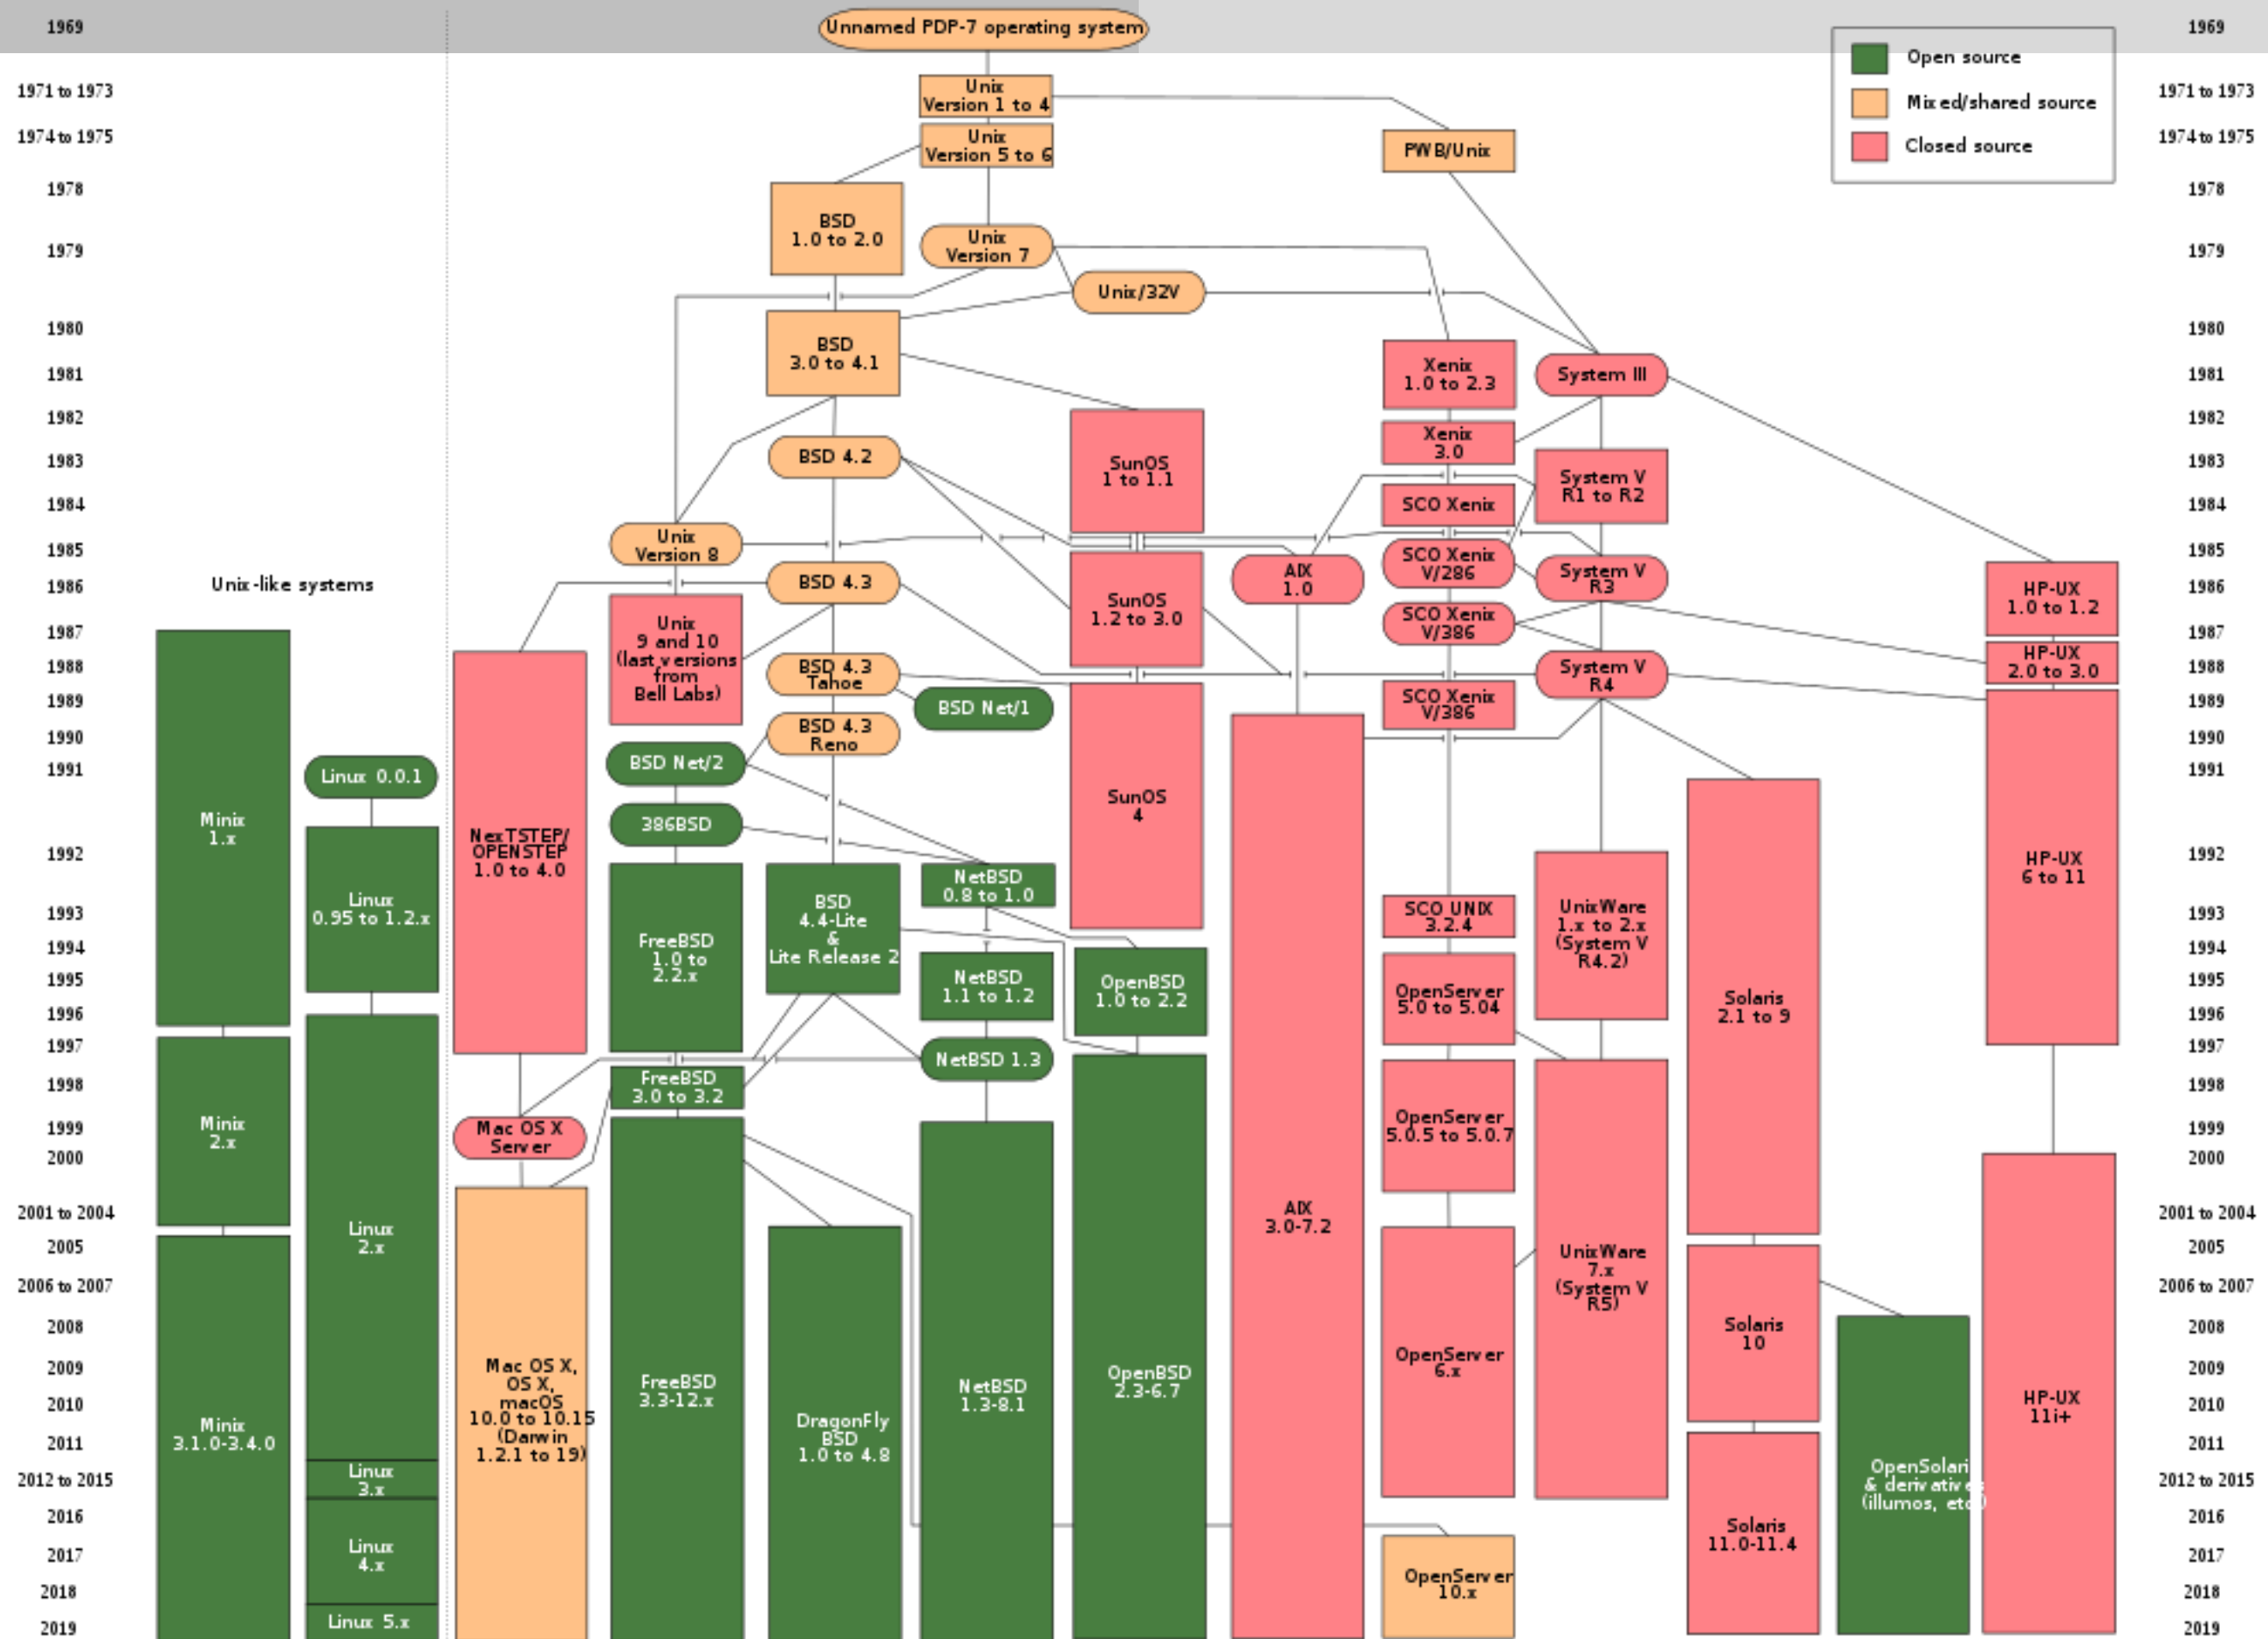 1969
Unnamed PDP-7 operating system
1969
Open source
Mixed/shared source
Closed source
1971 to 1973
Unix
Version 1 to 4
1971 to 1973
1974 to 1975
Unix
Version 5 to 6
PWB/Unix
1974 to 1975
1978
BSD
1.0 to 2.0
1978
1979
Unix
Version 7
1979
Unix/32V
1980
BSD
3.0 to 4.1
1980
1981
Xenix
1.0 to 2.3
System III
1981
1982
Xenix
3.0
1982
1983
BSD 4.2
SunOS
1 to 1.1
System V
R1 to R2
1983
1984
SCO Xenix
1984
Unix
Version 8
1985
SCO Xenix
V/286
1985
Unix-like systems
1986
BSD 4.3
AIX
1.0
System V
R3
1986
SunOS
1.2 to 3.0
HP-UX
1.0 to 1.2
1987
Unix
9 and 10
(last versions
from
Bell Labs)
SCO Xenix
V/386
1987
1988
BSD 4.3
Tahoe
System V
R4
HP-UX
2.0 to 3.0
1988
1989
BSD Net/1
SCO Xenix
V/386
1989
1990
BSD 4.3
Reno
1990
1991
Linux 0.0.1
BSD Net/2
1991
Minix
1.x
NexTSTEP/
OPENSTEP
1.0 to 4.0
386BSD
SunOS
4
1992
HP-UX
6 to 11
1992
Linux
0.95 to 1.2.x
NetBSD
0.8 to 1.0
1993
BSD
4.4-Lite
&
Lite Release 2
SCO UNIX
3.2.4
UnixWare
1.x to 2.x
(System V
R4.2)
1993
1994
FreeBSD
1.0 to
2.2.x
1994
1995
NetBSD
1.1 to 1.2
OpenBSD
1.0 to 2.2
OpenServer
5.0 to 5.04
1995
1996
Solaris
2.1 to 9
1996
1997
NetBSD 1.3
1997
1998
FreeBSD
3.0 to 3.2
1998
1999
Minix
2.x
Mac OS X
Server
OpenServer
5.0.5 to 5.0.7
1999
2000
2000
2001 to 2004
Linux
2.x
AIX
3.0-7.2
2001 to 2004
2005
2005
2006 to 2007
UnixWare
7.x
(System V
R5)
2006 to 2007
2008
Solaris
10
2008
2009
Mac OS X,
OS X,
macOS
10.0 to 10.15
(Darwin
1.2.1 to 19)
FreeBSD
3.3-12.x
NetBSD
1.3-8.1
OpenBSD
2.3-6.7
OpenServer
6.x
2009
2010
HP-UX
11i+
2010
2011
Minix
3.1.0-3.4.0
DragonFly
BSD
1.0 to 4.8
2011
2012 to 2015
Linux
3.x
OpenSolari
& derivatives
(illumos, etc)
2012 to 2015
2016
2016
2017
Linux
4.x
Solaris
11.0-11.4
2017
2018
OpenServer
10.x
2018
2019
Linux 5.x
2019